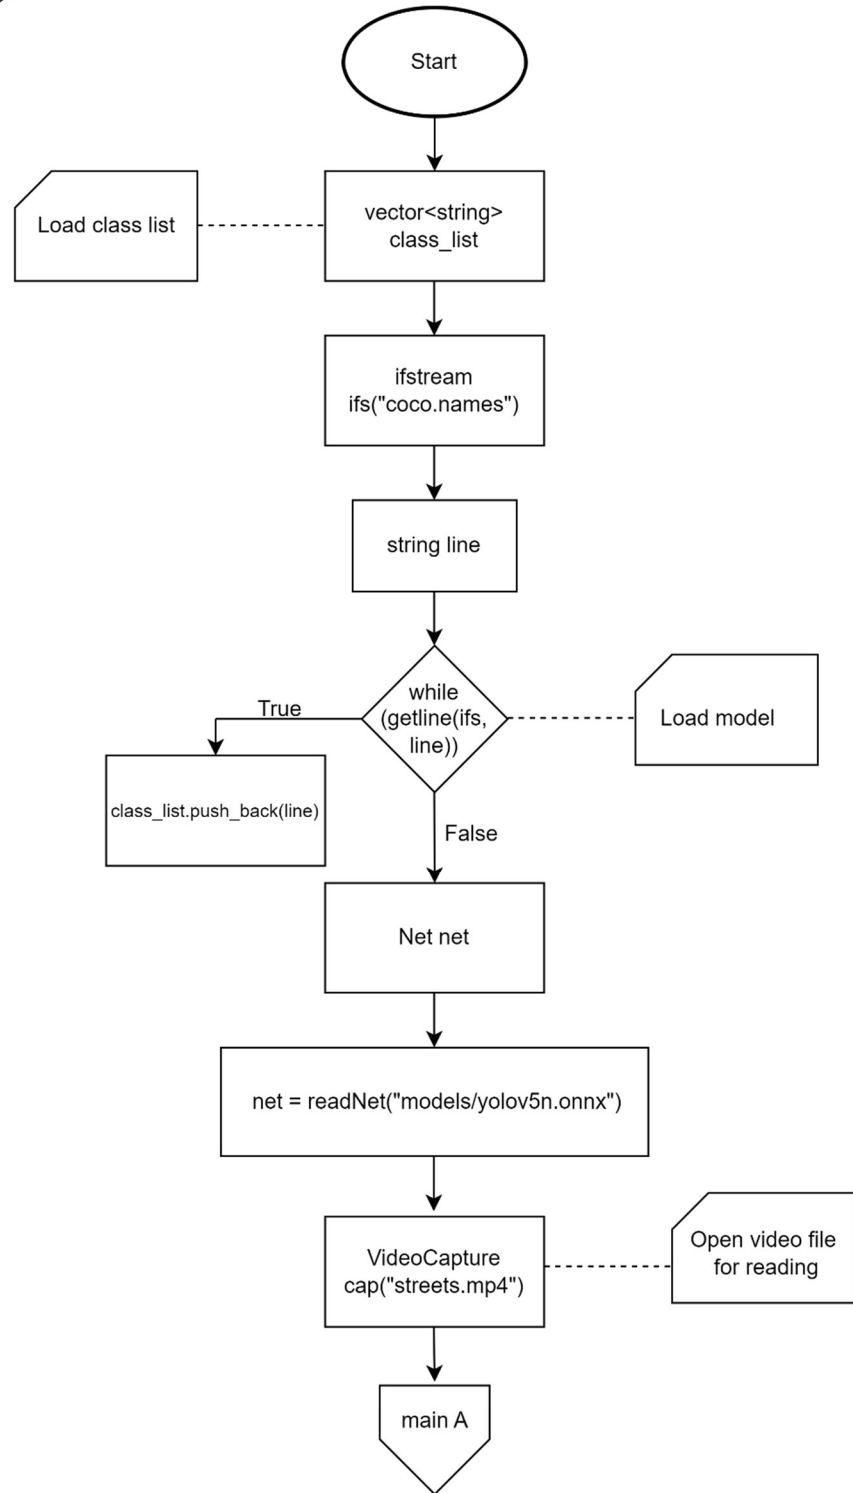 Start
Load class list
vector<string>
class_list
ifstream
ifs("coco.names")
string line
while
(getline(ifs,
line))
True
Load model
class_list.push_back(line)
False
Net net
net = readNet("models/yolov5n.onnx")
VideoCapture
cap("streets.mp4")
Open video file
for reading
main A